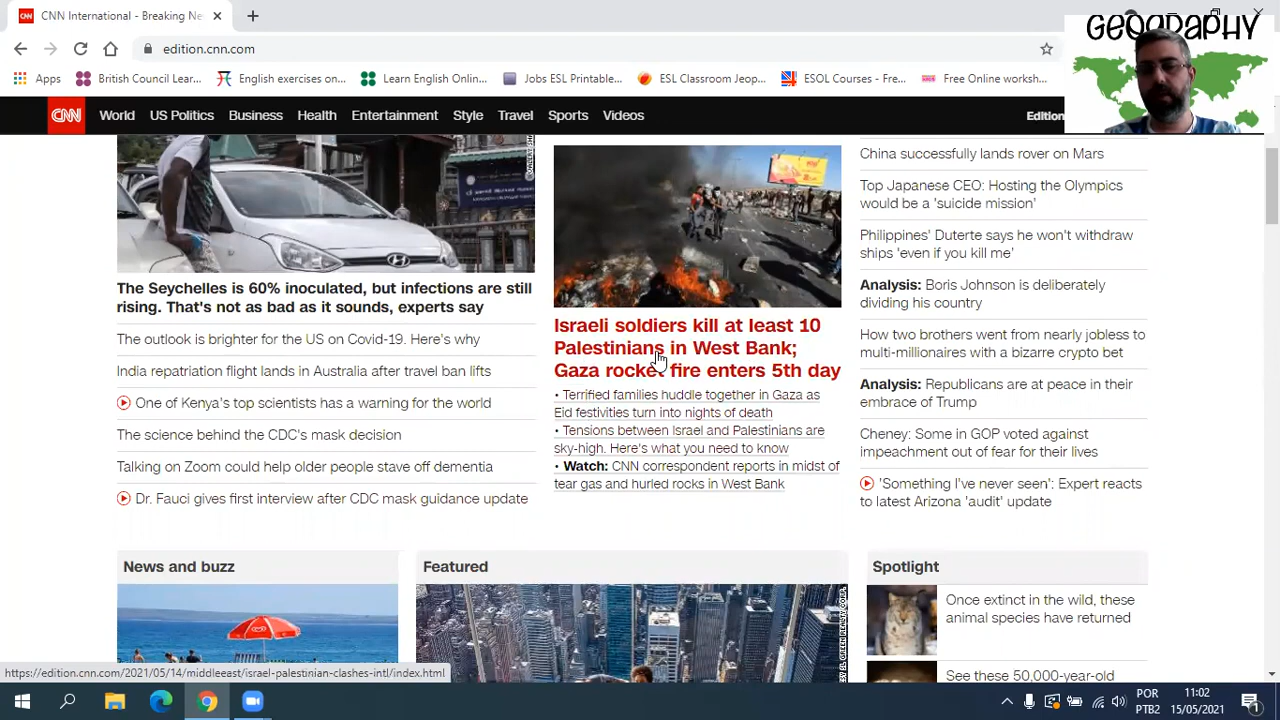 CNN International - Breaking Ne
GEOGRAPHY
edition.cnn.com
Apps
British Council Lear...
English exercises on...
Learn English Onlin...
Jobs ESL Printable...
ESL Classroom Jeop...
ESOL Courses - Fre...
Free Online worksh...
CNN
World
US Politics
Business
Health
Entertainment
Style
Travel
Sports
Videos
Edition
The Seychelles is 60% inoculated, but infections are still
rising. That's not as bad as it sounds, experts say
The outlook is brighter for the US on Covid-19. Here's why
India repatriation flight lands in Australia after travel ban lifts
One of Kenya's top scientists has a warning for the world
The science behind the CDC's mask decision
Talking on Zoom could help older people stave off dementia
Dr. Fauci gives first interview after CDC mask guidance update
Israeli soldiers kill at least 10
Palestinians in West Bank;
Gaza rocket fire enters 5th day
• Terrified families huddle together in Gaza as
Eid festivities turn into nights of death
• Tensions between Israel and Palestinians are
sky-high. Here's what you need to know
• Watch: CNN correspondent reports in midst of
tear gas and hurled rocks in West Bank
China successfully lands rover on Mars
Top Japanese CEO: Hosting the Olympics
would be a 'suicide mission'
Philippines' Duterte says he won't withdraw
ships 'even if you kill me'
Analysis: Boris Johnson is deliberately
dividing his country
How two brothers went from nearly jobless to
multi-millionaires with a bizarre crypto bet
Analysis: Republicans are at peace in their
embrace of Trump
Cheney: Some in GOP voted against
impeachment out of fear for their lives
'Something I've never seen': Expert reacts
to latest Arizona 'audit' update
News and buzz
Featured
Spotlight
Once extinct in the wild, these
animal species have returned
See these 50,000-year-old
https://edition.cnn.com/2021/05/14/middleeast/israel-palestinian-clashes-intl/index.html
POR
PTB2
11:02
15/05/2021
1